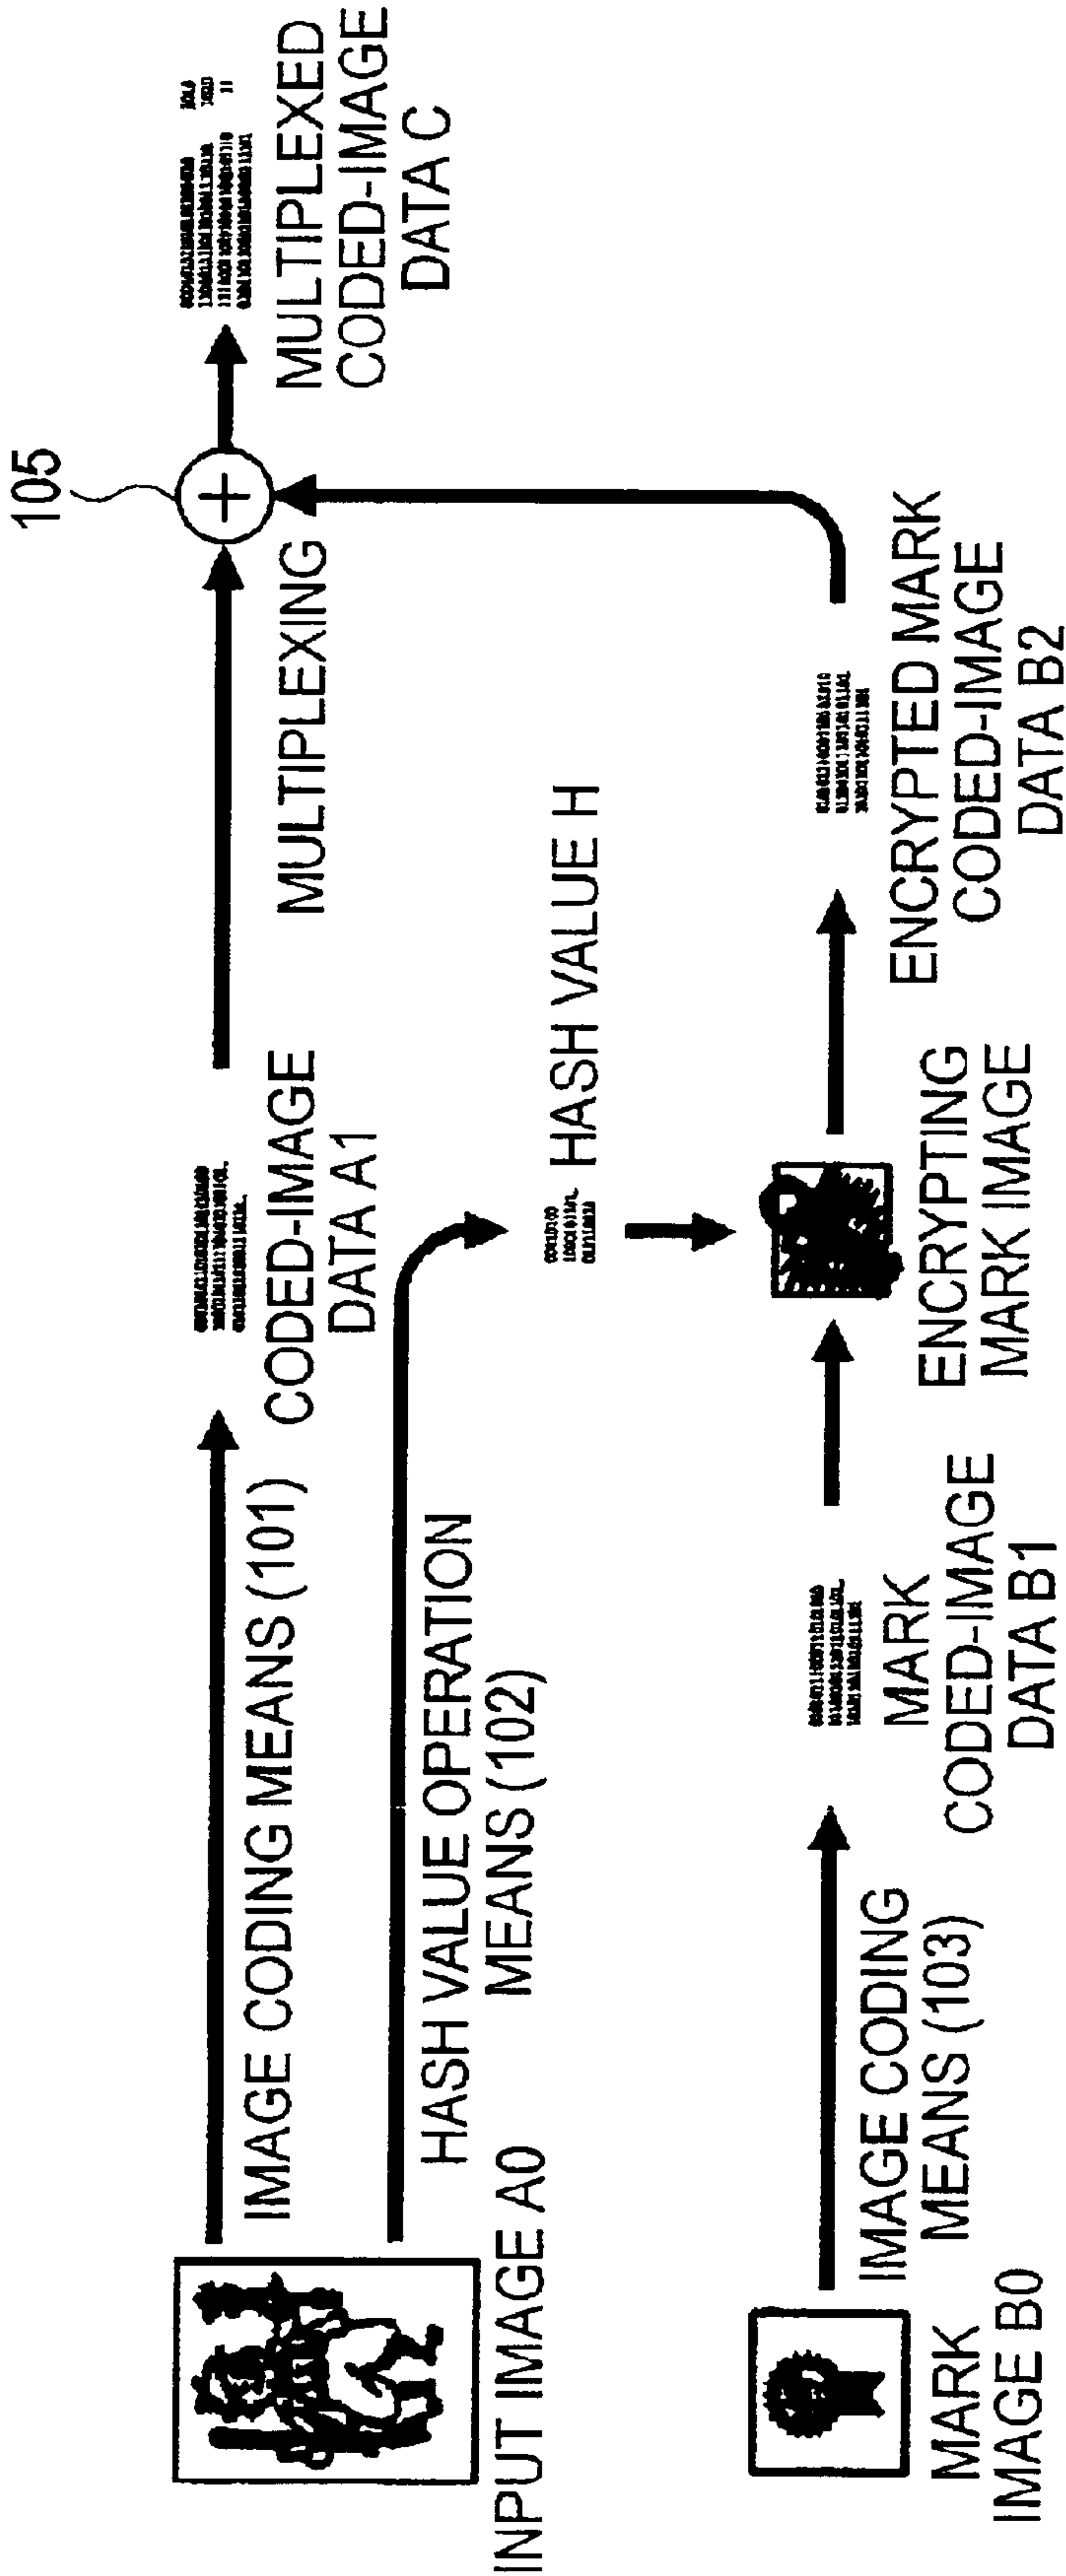 105
MULTIPLEXING
MULTIPLEXED
CODED-IMAGE
DATA C
IMAGE CODING MEANS (101)
CODED-IMAGE
DATA A1
HASH VALUE OPERATION
MEANS (102)
HASH VALUE H
INPUT IMAGE A0
MARK
IMAGE B0
IMAGE CODING
MEANS (103)
MARK
CODED-IMAGE
DATA B1
ENCRYPTING
MARK IMAGE
ENCRYPTED MARK
CODED-IMAGE
DATA B2